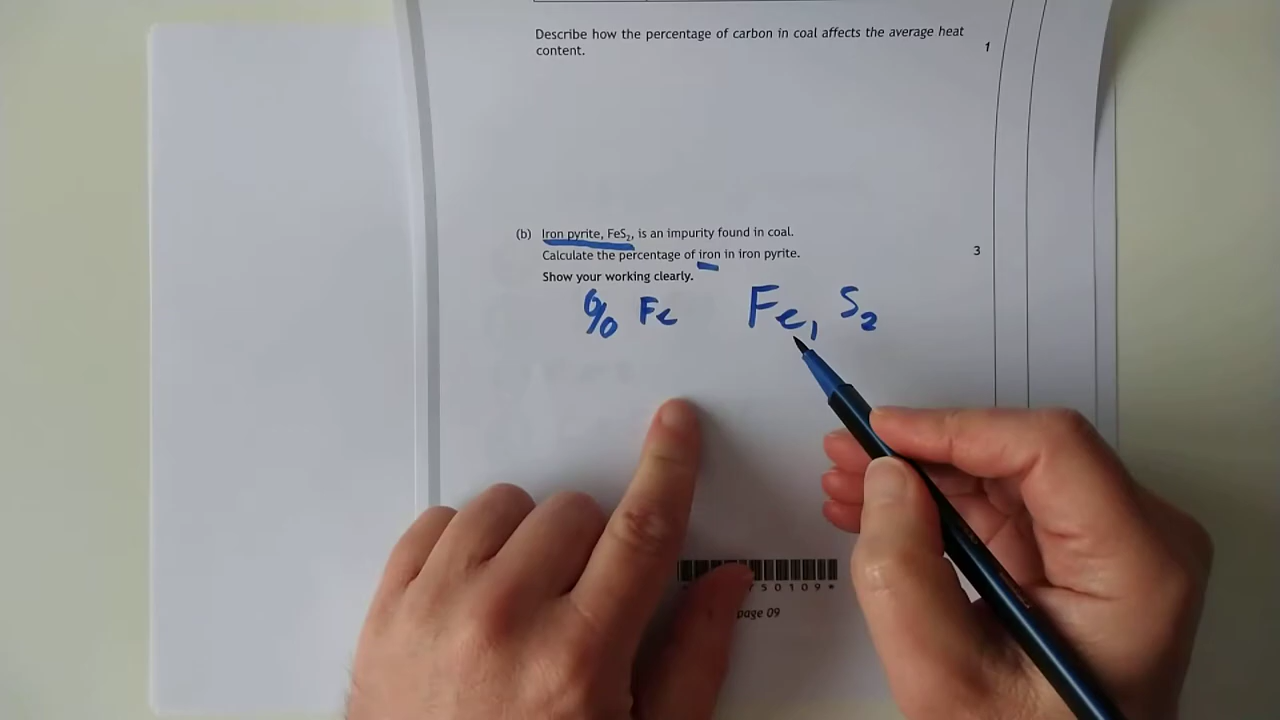 Describe how the percentage of carbon in coal affects the average heat
content.
1
(b) Iron pyrite, FeS₂, is an impurity found in coal.
Calculate the percentage of iron in iron pyrite.
3
Show your working clearly.
% Fe Fe₁ S₂
750109*
page 09